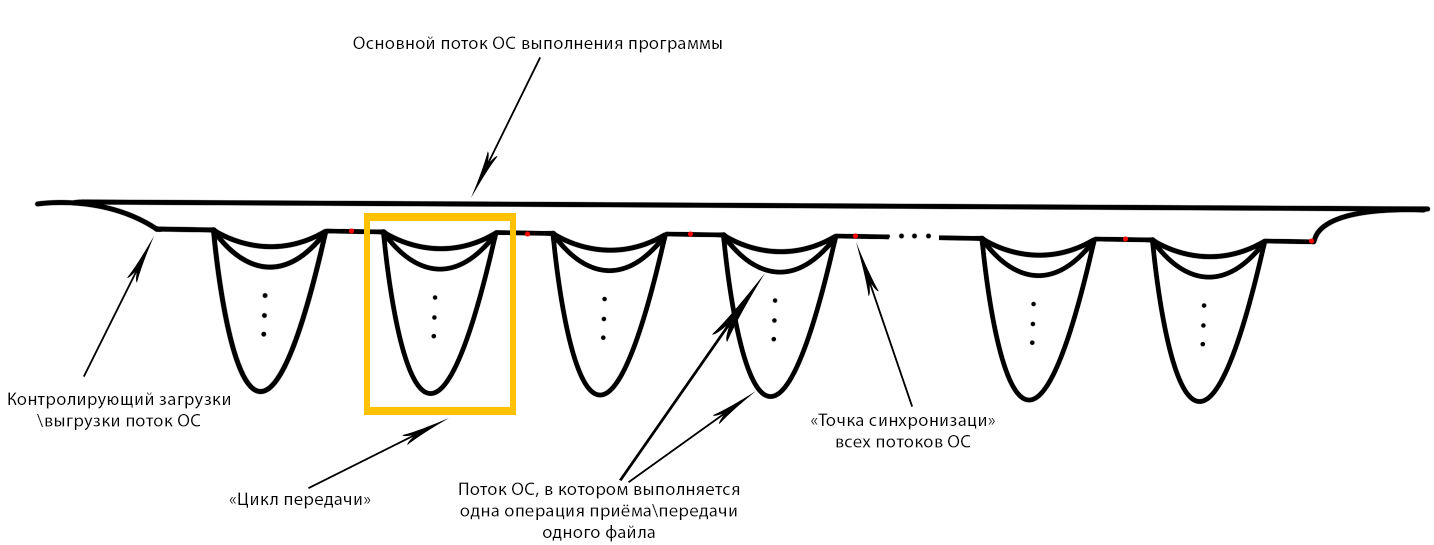 Основной поток ОС выполнения программы
Контролирующий загрузки
\выгрузки поток ОС
«Точка синхронизаци»
всех потоков ОС
«Цикл передачи»
Поток ОС, в котором выполняется
одна операция приёма\передачи
одного файла